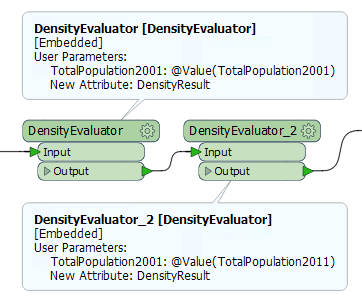 DensityEvaluator [DensityEvaluator]
[Embedded]
User Parameters:
TotalPopulation2001: @Value(TotalPopulation2001)
New Attribute: DensityResult
DensityEvaluator
DensityEvaluator_2
Input
Input
Output
Output
DensityEvaluator_2 [DensityEvaluator]
[Embedded]
User Parameters:
TotalPopulation2001: @Value(TotalPopulation2011)
New Attribute: DensityResult